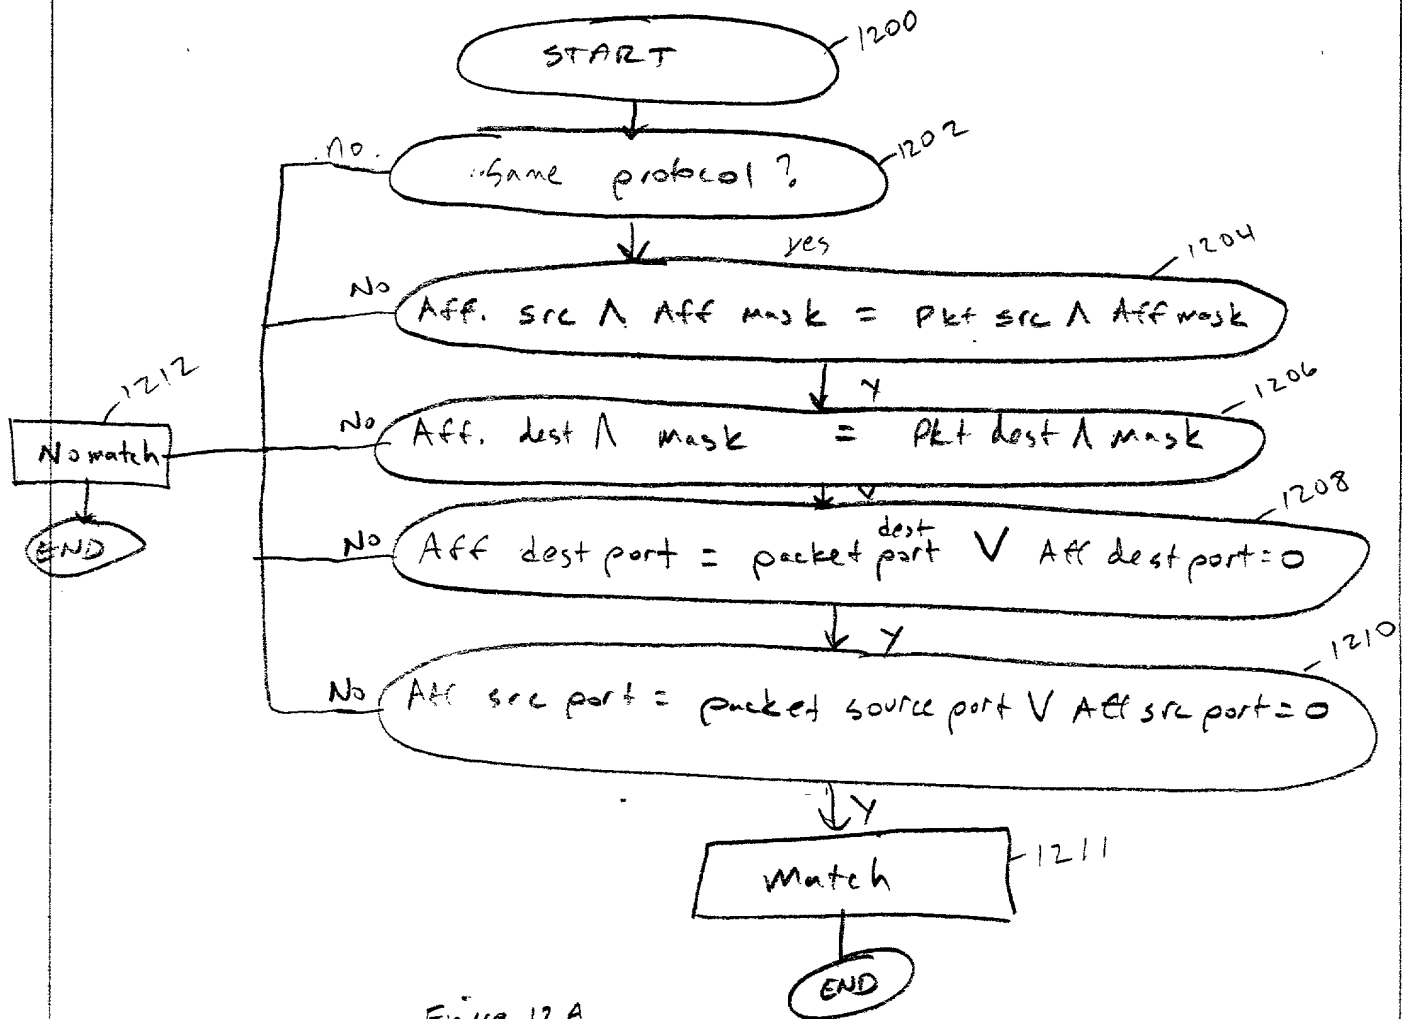 START
1200
no.
Same protocol?
1202
yes
1204
No
Aff. src Λ Aff mask = Pkt src Λ Aff mask
1212
Y
1206
No
Aff. dest Λ mask = Pkt dest Λ mask
No match
Y
1208
END
No
Aff dest port = packet dest port V Aff dest port = 0
Y
1210
No
Aff src port = packet source port V Aff src port = 0
Y
Match
1211
END
Figure 12A